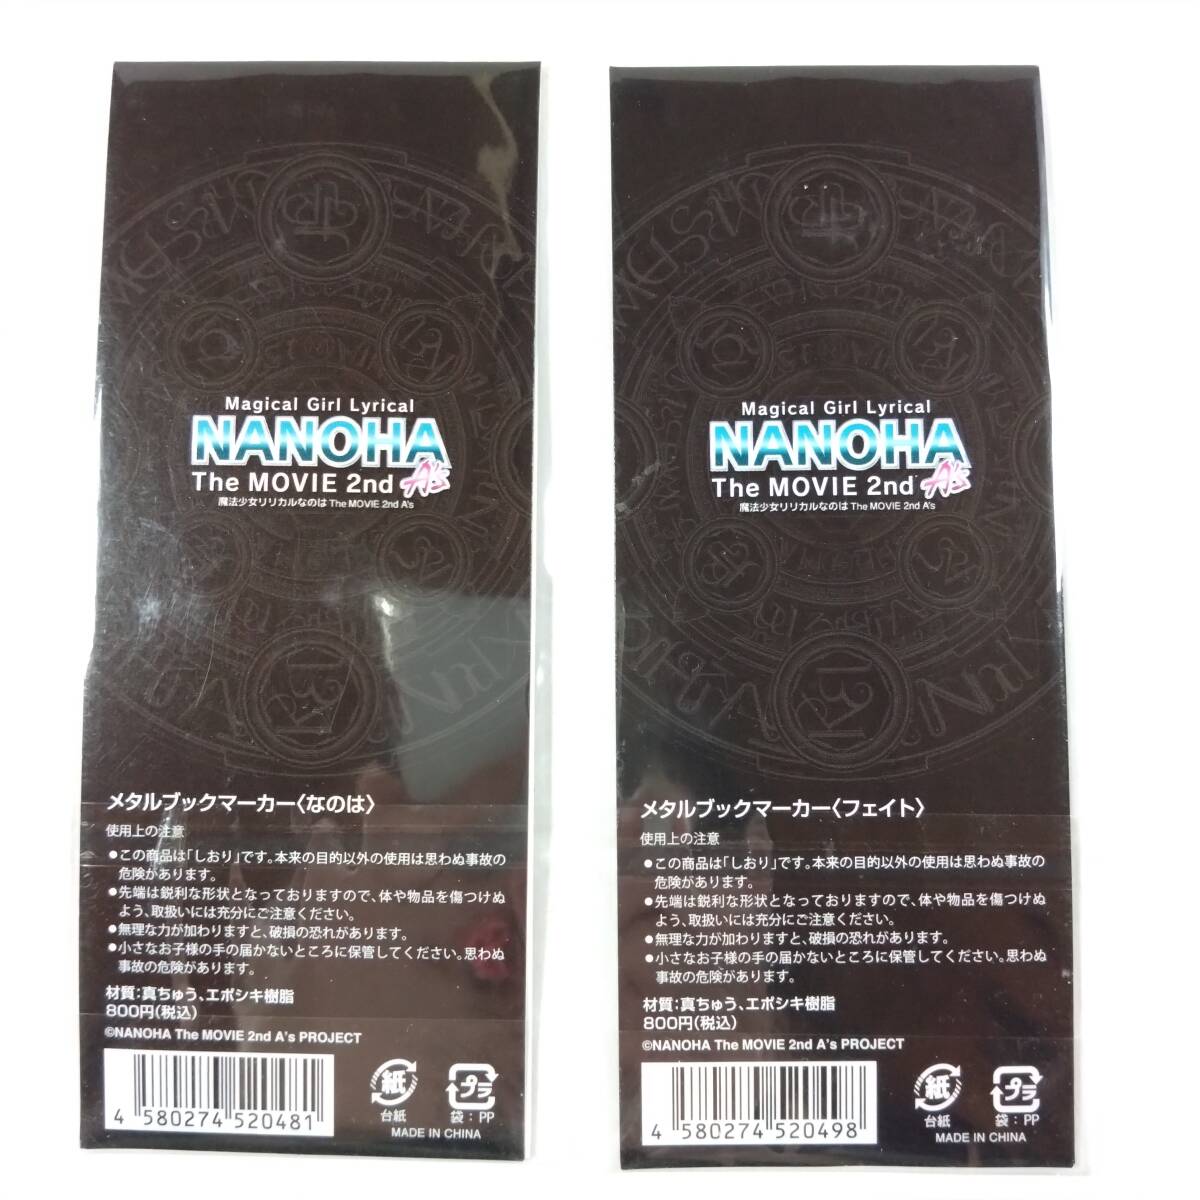 Magical Girl Lyrical
NANOHA
The MOVIE 2nd A's
魔法少女リリカルなのは The MOVIE 2nd A's
メタルブックマーカー〈なのは〉
使用上の注意
●この商品は「しおり」です。本来の目的以外の使用は思わぬ事故の
危険があります。
●先端は鋭利な形状となっておりますので、体や物品を傷つけぬ
よう、取扱いには充分にご注意ください。
●無理な力が加わりますと、破損の恐れがあります。
●小さなお子様の手の届かないところに保管してください。思わぬ
事故の危険があります。
材質：真ちゅう、エポシキ樹脂
800円(税込)
©NANOHA The MOVIE 2nd A's PROJECT
4 580274 520481
紙
台紙
プラ
袋：PP
MADE IN CHINA
Magical Girl Lyrical
NANOHA
The MOVIE 2nd A's
魔法少女リリカルなのは The MOVIE 2nd A's
メタルブックマーカー〈フェイト〉
使用上の注意
●この商品は「しおり」です。本来の目的以外の使用は思わぬ事故の
危険があります。
●先端は鋭利な形状となっておりますので、体や物品を傷つけぬ
よう、取扱いには充分にご注意ください。
●無理な力が加わりますと、破損の恐れがあります。
●小さなお子様の手の届かないところに保管してください。思わぬ
事故の危険があります。
材質：真ちゅう、エポシキ樹脂
800円(税込)
©NANOHA The MOVIE 2nd A's PROJECT
4 580274 520498
紙
台紙
プラ
袋：PP
MADE IN CHINA